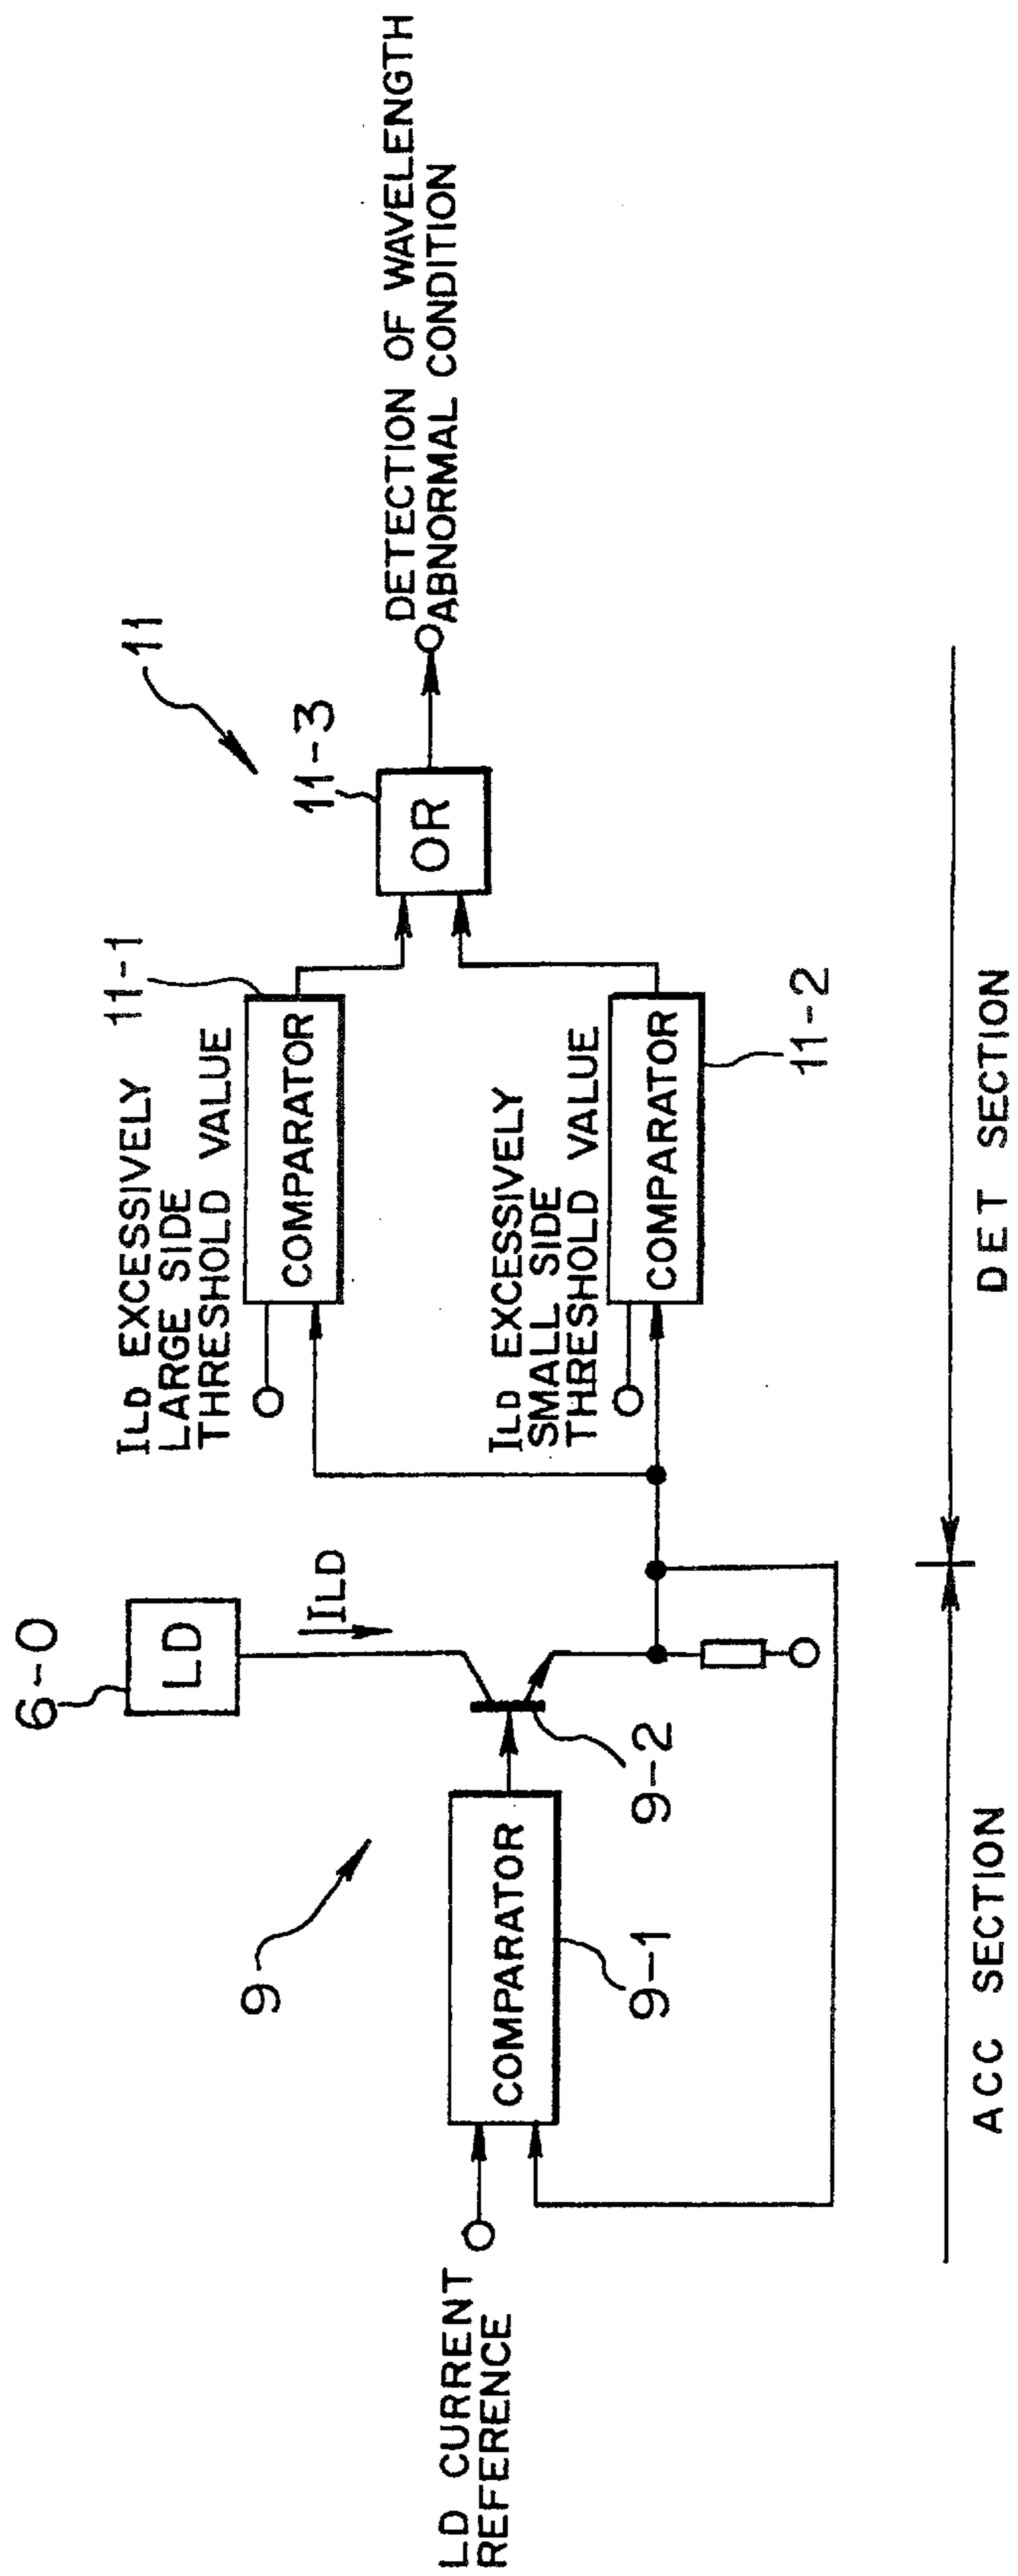 6-0
LD
ILD
9
LD CURRENT
REFERENCE
COMPARATOR
9-1
9-2
ILD EXCESSIVELY
LARGE SIDE
THRESHOLD VALUE
11-1
COMPARATOR
ILD EXCESSIVELY
SMALL SIDE
THRESHOLD VALUE
COMPARATOR
11-2
11
11-3
OR
DETECTION OF WAVELENGTH
ABNORMAL CONDITION
ACC SECTION
DET SECTION